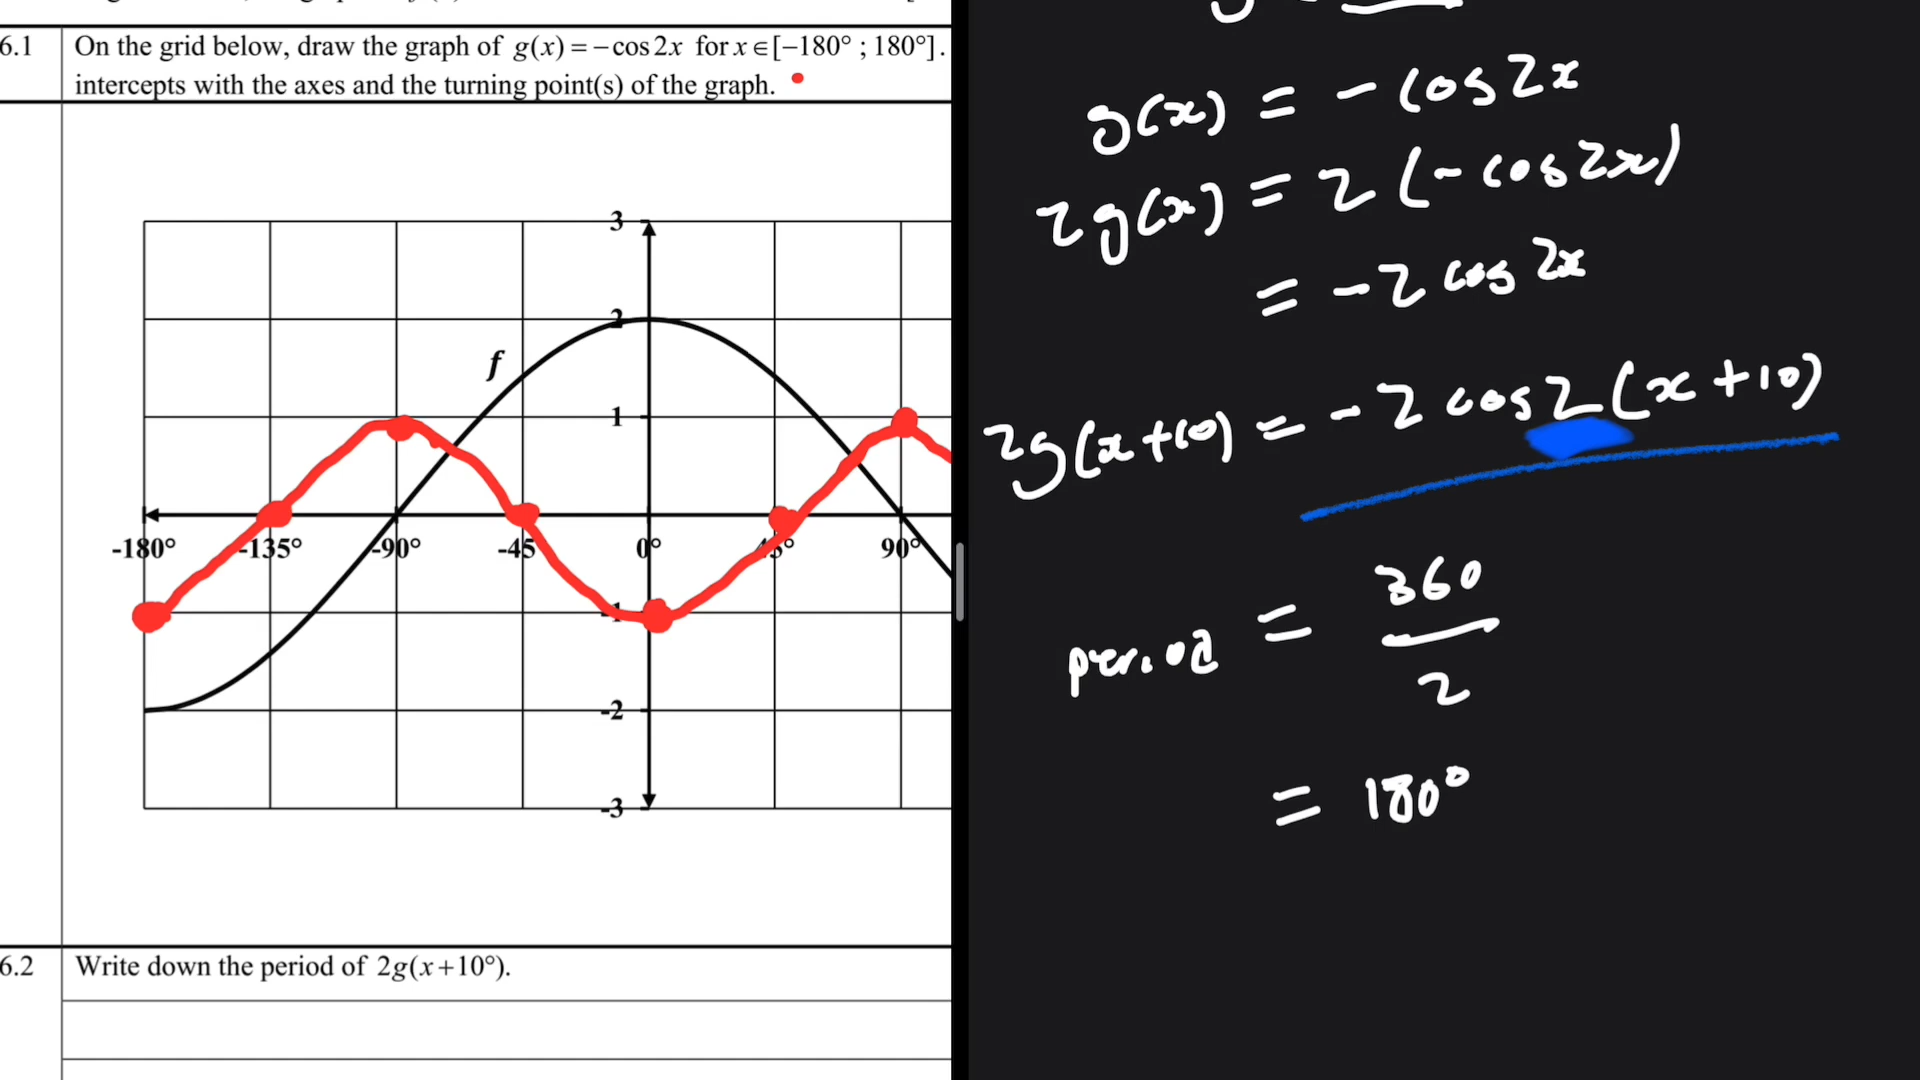 6.1 On the grid below, draw the graph of g(x) = −cos 2x for x ∈ [−180° ; 180°].
intercepts with the axes and the turning point(s) of the graph.
3
2
f
1
-180° -135° -90° -45 0° 45° 90°
-1
-2
-3
6.2 Write down the period of 2g(x+10°).
g(x) = - cos 2x
2g(x) = 2(- cos 2x)
= -2 cos 2x
2g(x+10) = -2 cos 2(x+10)
period = 360
2
= 180°